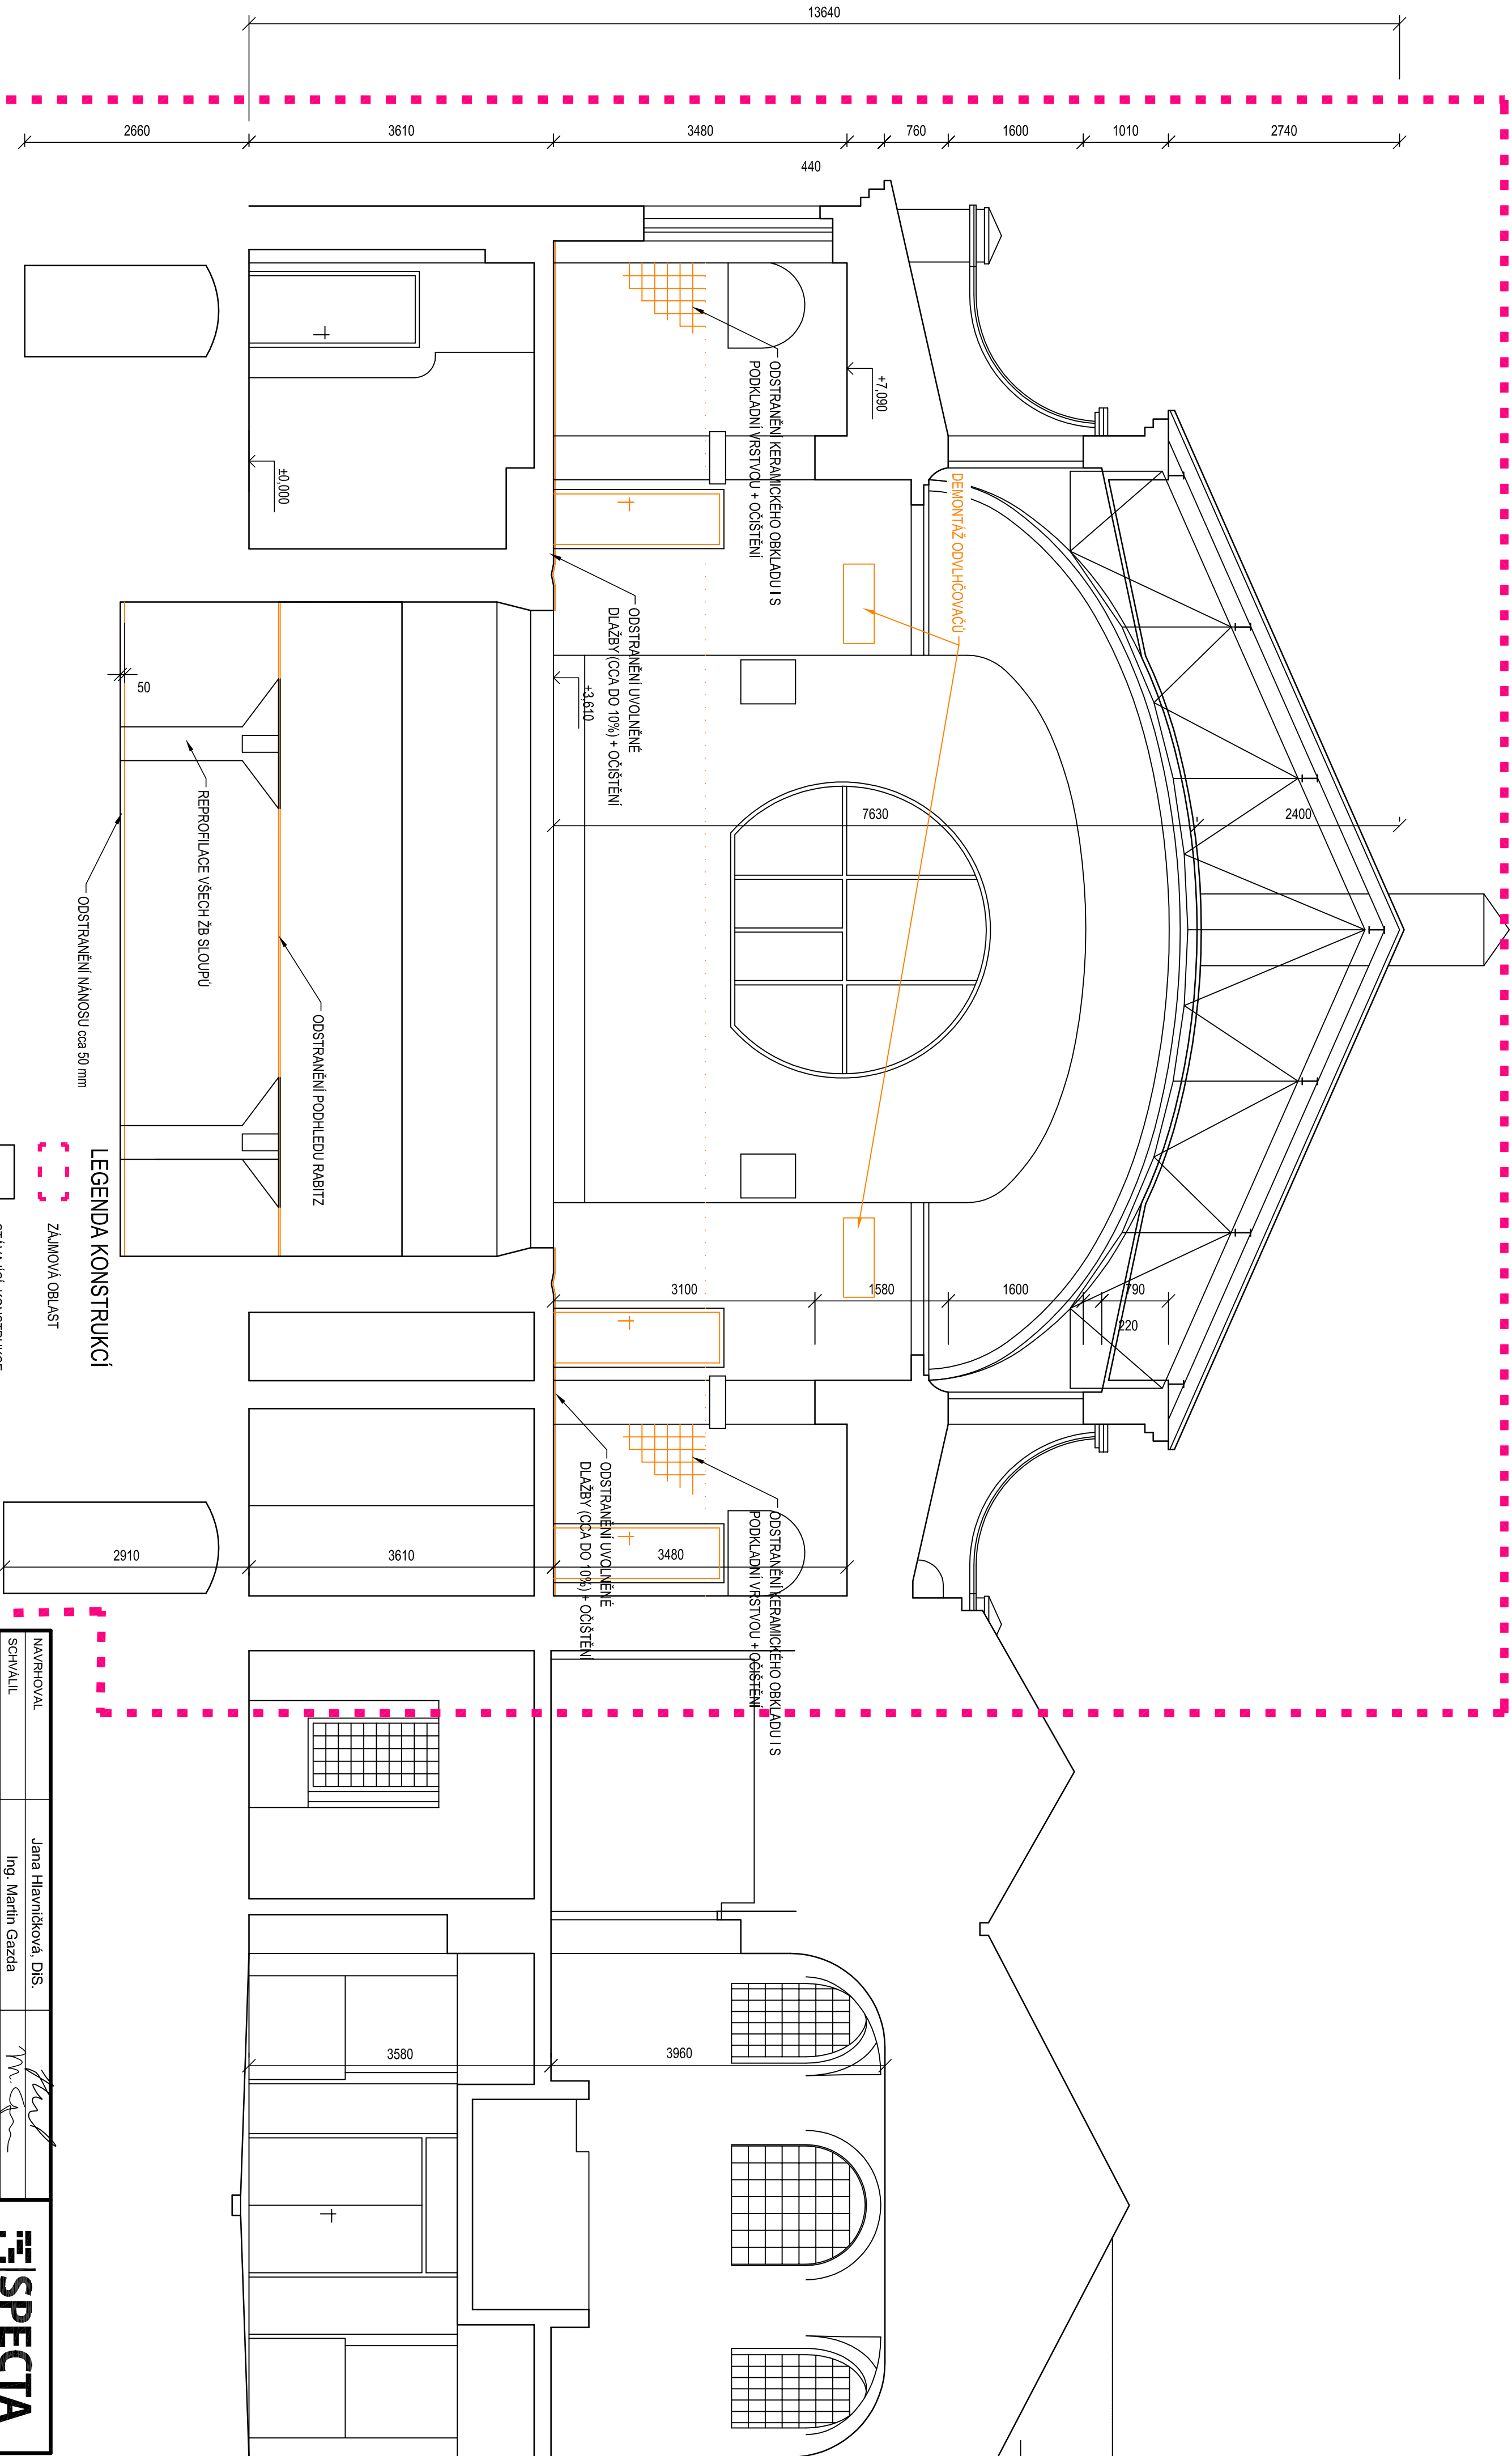 13640
2660
3610
3480
440
760
1600
1010
2740
+7,090
±0,000
+3,610
ODSTRANĚNÍ KERAMICKÉHO OBKLADU I S
PODKLADNÍ VRSTVOU + OČIŠTĚNÍ
DEMONTÁŽ ODVLHČOVAČŮ
ODSTRANĚNÍ UVOLNĚNÉ
DLAŽBY (CCA DO 10%) + OČIŠTĚNÍ
50
REPROFILACE VŠECH ŽB SLOUPŮ
ODSTRANĚNÍ NÁNOSU cca 50 mm
ODSTRANĚNÍ PODHLEDU RABITZ
7630
2400
3100
1580
1600
220
790
ODSTRANĚNÍ UVOLNĚNÉ
DLAŽBY (CCA DO 10%) + OČIŠTĚNÍ
ODSTRANĚNÍ KERAMICKÉHO OBKLADU I S
PODKLADNÍ VRSTVOU + OČIŠTĚNÍ
2910
3610
3480
3580
3960
LEGENDA KONSTRUKCÍ
ZÁJMOVÁ OBLAST
NAVRHOVAL
Jana Hlavničková, DiS.
SCHVÁLIL
Ing. Martin Gazda
SPECTA